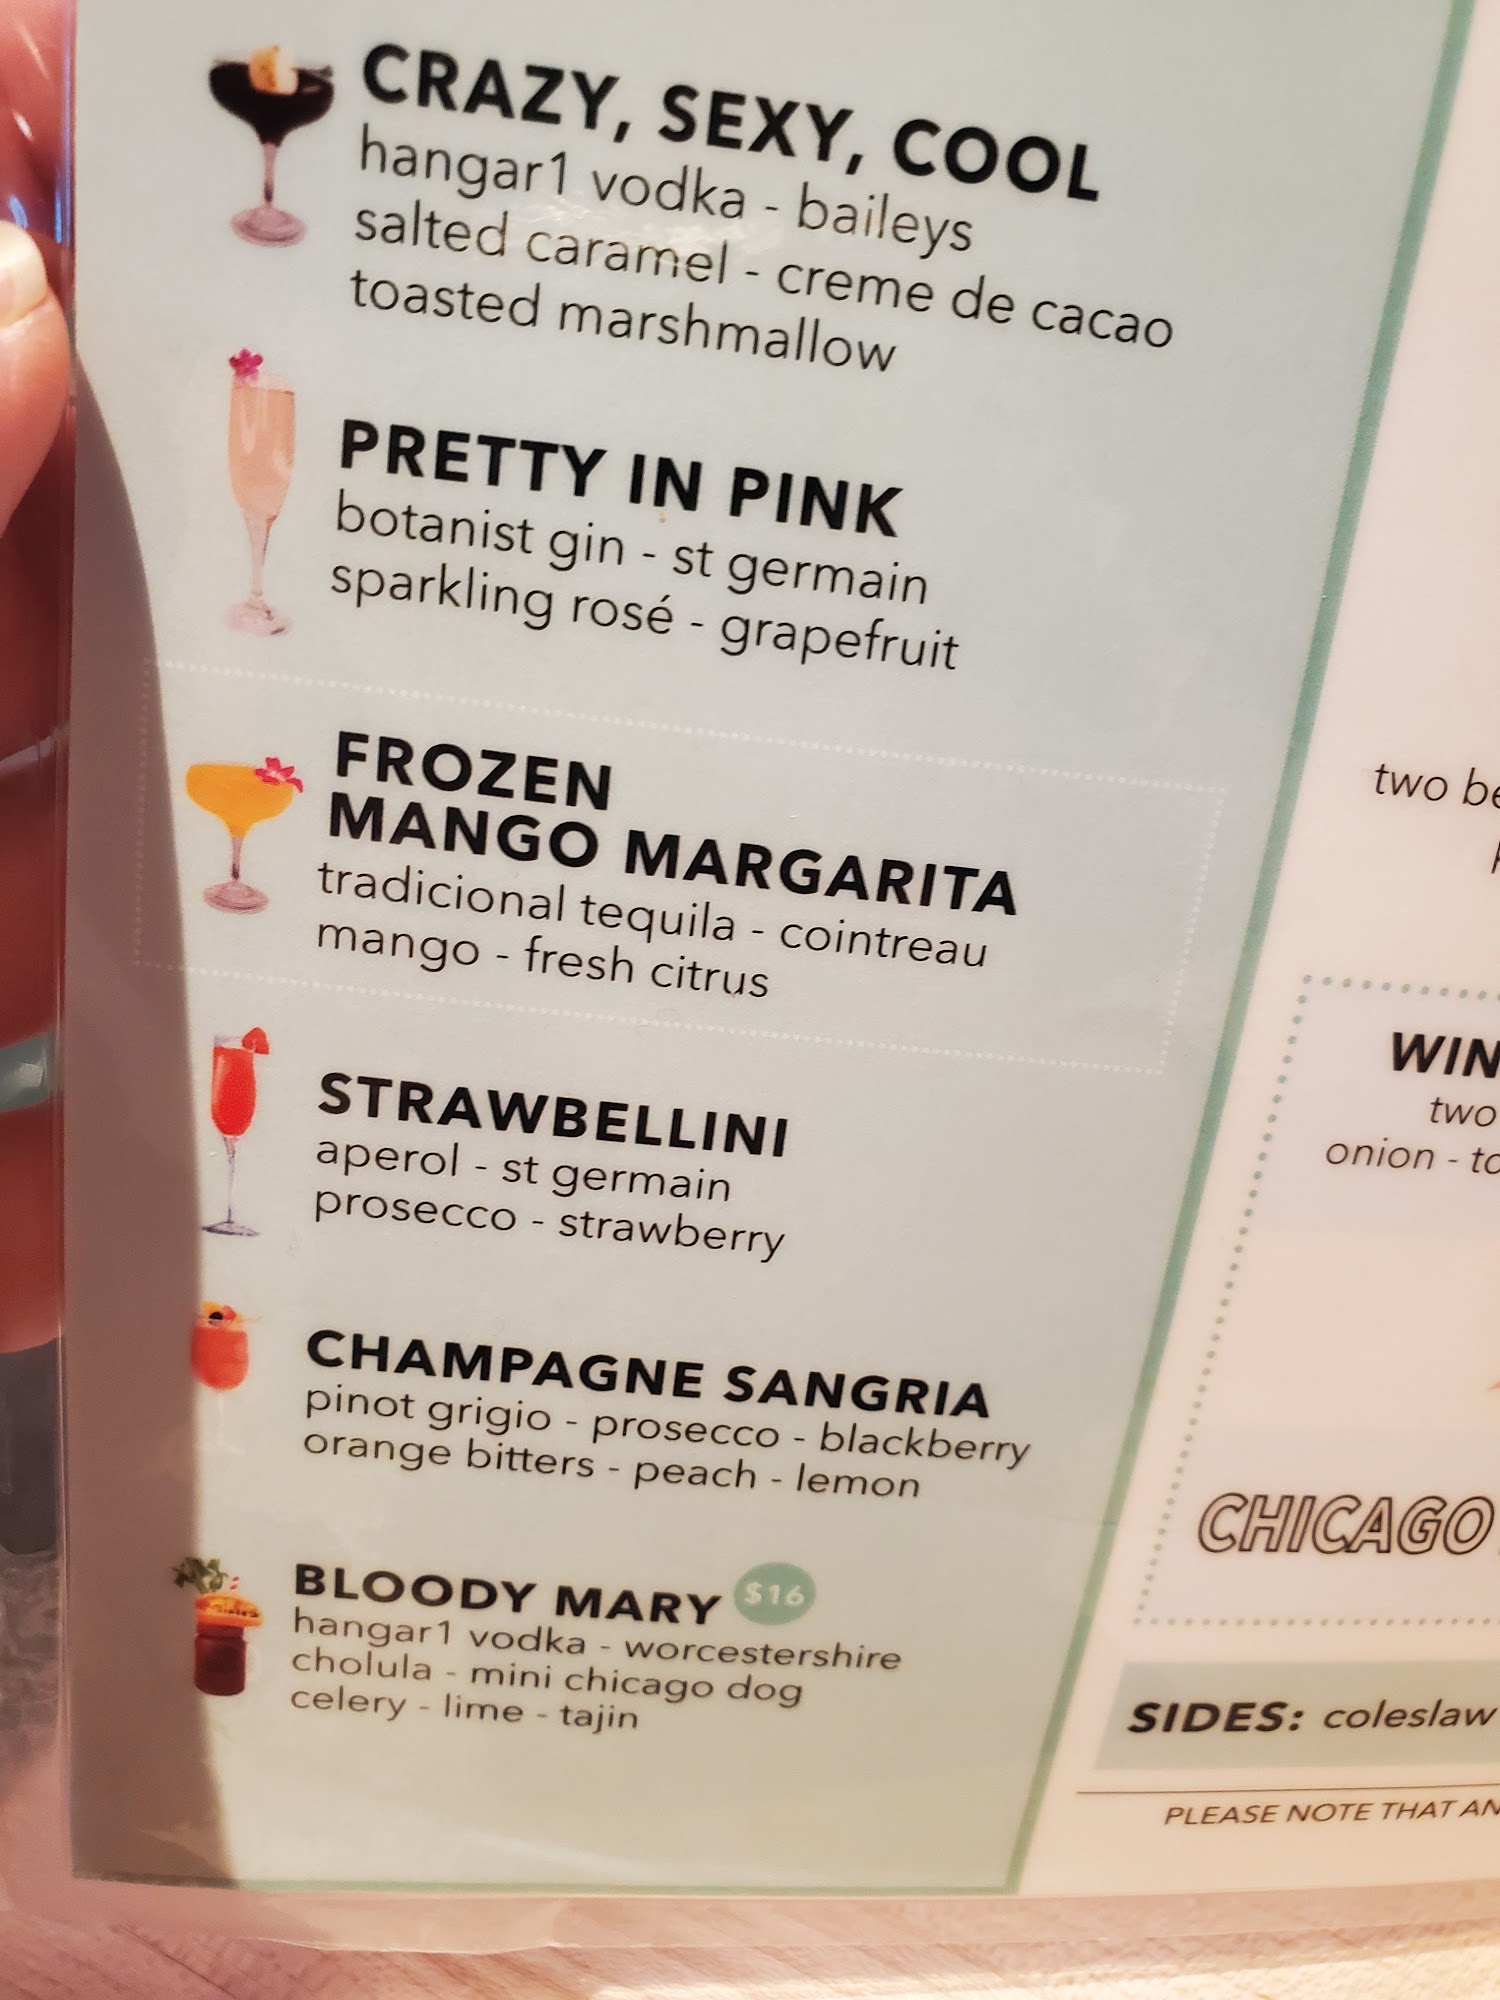 CRAZY, SEXY, COOL
hangar1 vodka - baileys
salted caramel - creme de cacao
toasted marshmallow
PRETTY IN PINK
botanist gin - st germain
sparkling rosé - grapefruit
FROZEN
MANGO MARGARITA
tradicional tequila - cointreau
mango - fresh citrus
STRAWBELLINI
aperol - st germain
prosecco - strawberry
CHAMPAGNE SANGRIA
pinot grigio - prosecco - blackberry
orange bitters - peach - lemon
BLOODY MARY $16
hangar1 vodka - worcestershire
cholula - mini chicago dog
celery - lime - tajin
two
WIN
two
onion -
CHICAGO
SIDES: coleslaw
PLEASE NOTE THAT AN